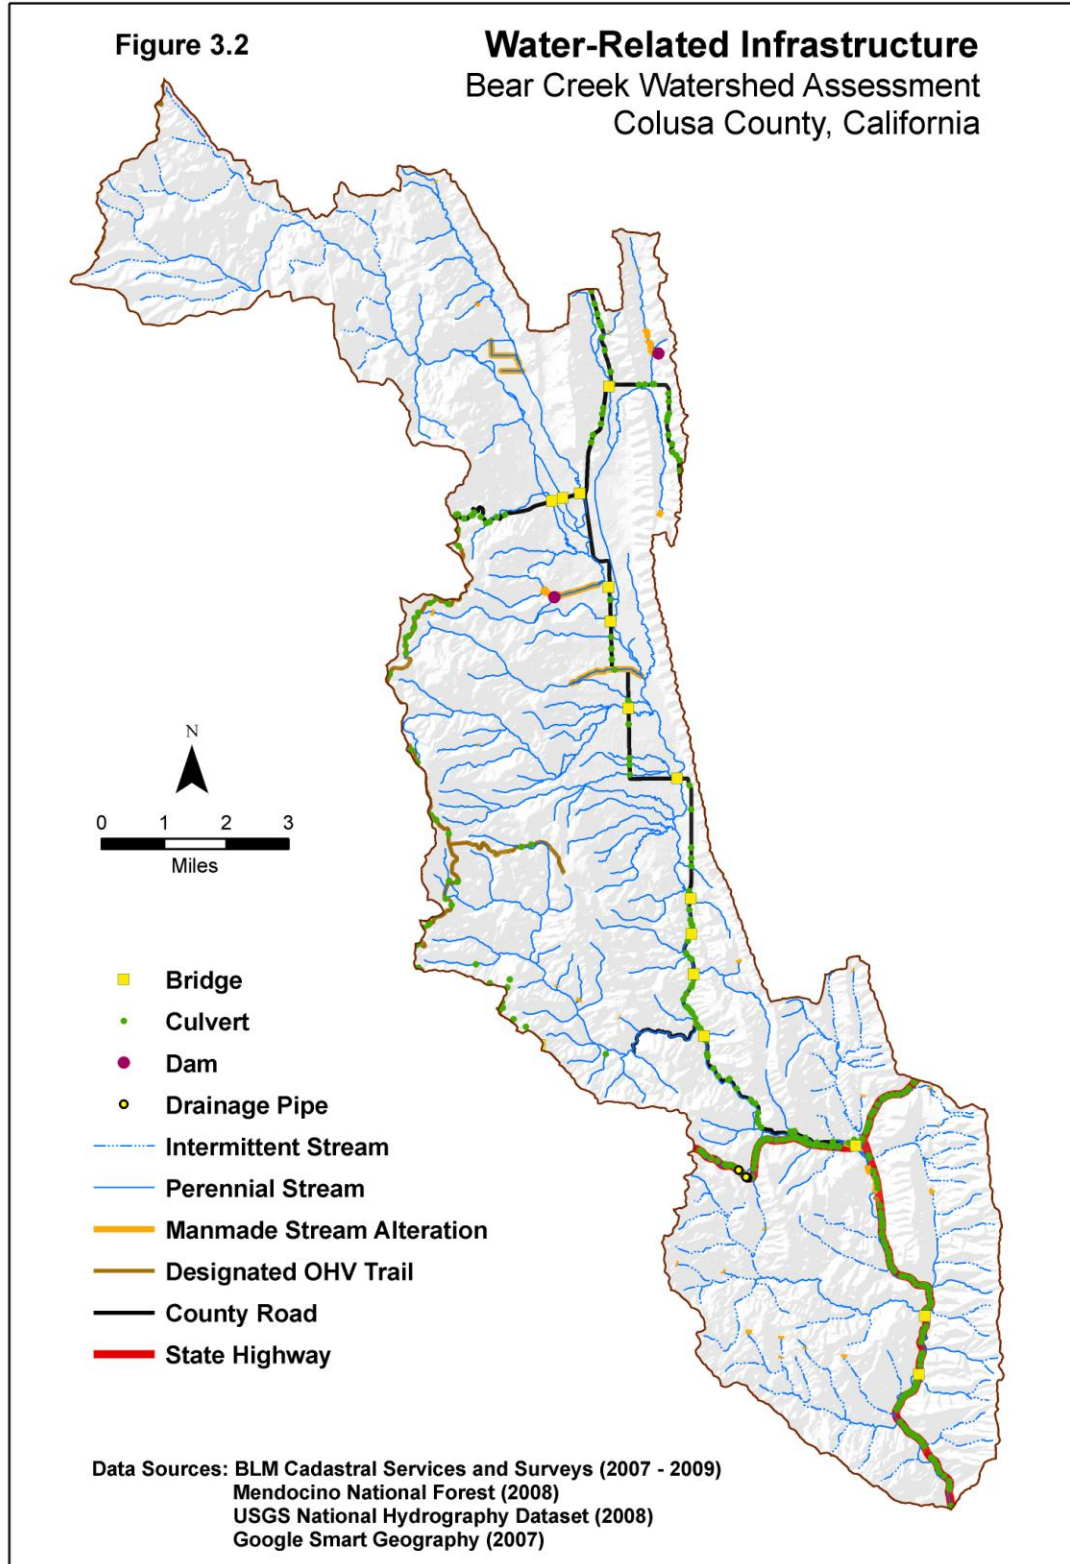 Figure 3.2
Water-Related Infrastructure
Bear Creek Watershed Assessment
Colusa County, California
N
0 1 2 3
Miles
Bridge
Culvert
Dam
Drainage Pipe
Intermittent Stream
Perennial Stream
Manmade Stream Alteration
Designated OHV Trail
County Road
State Highway
Data Sources: BLM Cadastral Services and Surveys (2007 - 2009)
Mendocino National Forest (2008)
USGS National Hydrography Dataset (2008)
Google Smart Geography (2007)